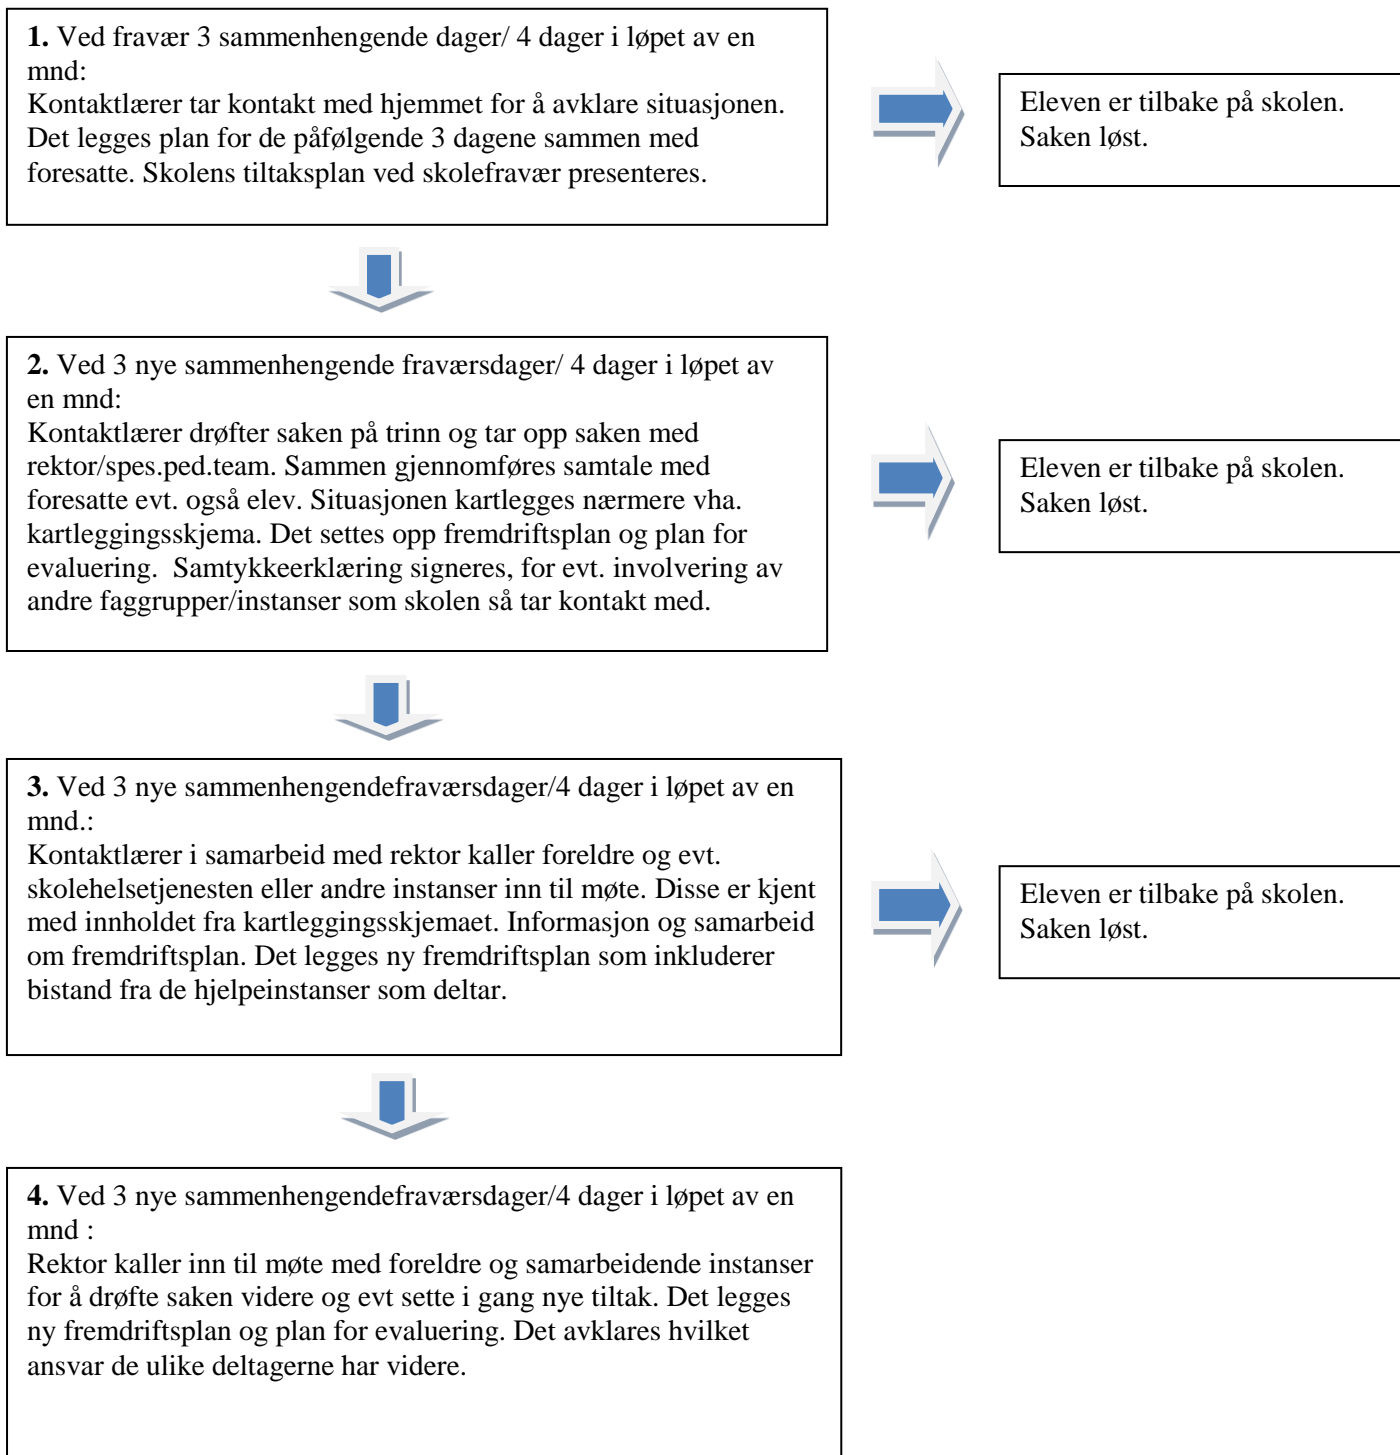 1. Ved fravær 3 sammenhengende dager/ 4 dager i løpet av en
mnd:
Kontaktlærer tar kontakt med hjemmet for å avklare situasjonen.
Det legges plan for de påfølgende 3 dagene sammen med
foresatte. Skolens tiltaksplan ved skolefravær presenteres.
Eleven er tilbake på skolen.
Saken løst.
2. Ved 3 nye sammenhengende fraværsdager/ 4 dager i løpet av
en mnd:
Kontaktlærer drøfter saken på trinn og tar opp saken med
rektor/spes.ped.team. Sammen gjennomføres samtale med
foresatte evt. også elev. Situasjonen kartlegges nærmere vha.
kartleggingsskjema. Det settes opp fremdriftsplan og plan for
evaluering.  Samtykkeerklæring signeres, for evt. involvering av
andre faggrupper/instanser som skolen så tar kontakt med.
Eleven er tilbake på skolen.
Saken løst.
3. Ved 3 nye sammenhengendefraværsdager/4 dager i løpet av en
mnd.:
Kontaktlærer i samarbeid med rektor kaller foreldre og evt.
skolehelsetjenesten eller andre instanser inn til møte. Disse er kjent
med innholdet fra kartleggingsskjemaet. Informasjon og samarbeid
om fremdriftsplan. Det legges ny fremdriftsplan som inkluderer
bistand fra de hjelpeinstanser som deltar.
Eleven er tilbake på skolen.
Saken løst.
4. Ved 3 nye sammenhengendefraværsdager/4 dager i løpet av en
mnd :
Rektor kaller inn til møte med foreldre og samarbeidende instanser
for å drøfte saken videre og evt sette i gang nye tiltak. Det legges
ny fremdriftsplan og plan for evaluering. Det avklares hvilket
ansvar de ulike deltagerne har videre.